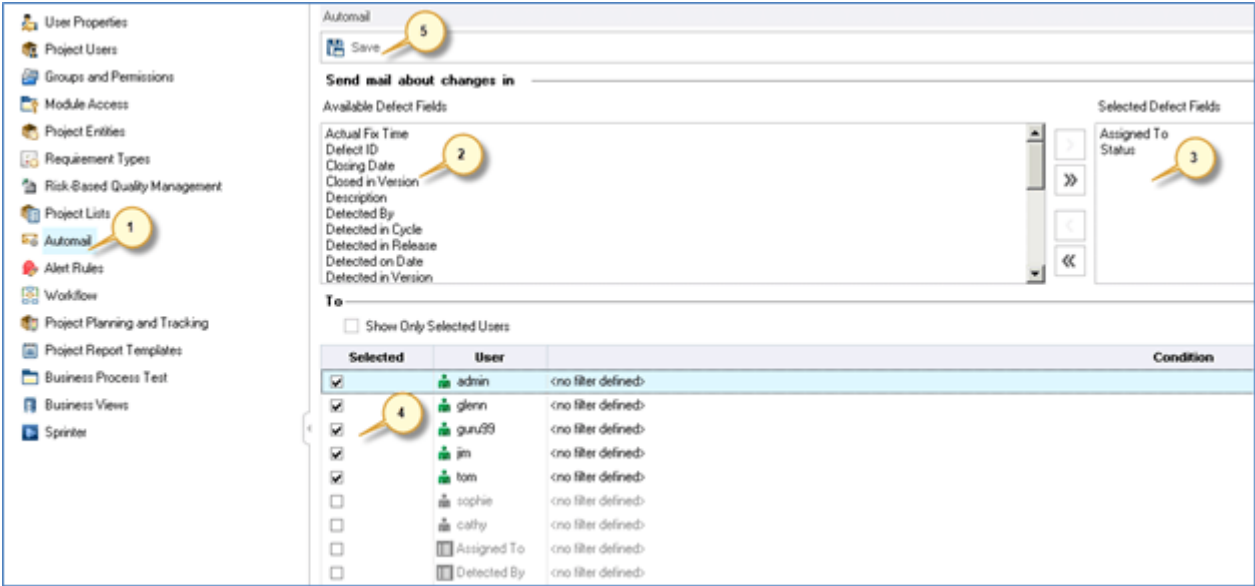 User Properties
Project Users
Groups and Permissions
Module Access
Project Entities
Requirement Types
Risk-Based Quality Management
Project Lists
1
Automail
Alert Rules
Workflow
Project Planning and Tracking
Project Report Templates
Business Process Test
Business Views
Sprinter
Automail
5
Save
Send mail about changes in
Available Defect Fields
Actual Fix Time
Defect ID
2
Closing Date
Closed in Version
Description
Detected By
Detected in Cycle
Detected in Release
Detected on Date
Detected in Version
>
»
<
«
Selected Defect Fields
Assigned To
Status
3
To
Show Only Selected Users
Selected User Condition
admin <no filter defined>
glenn <no filter defined>
4
guru99 <no filter defined>
jim <no filter defined>
tom <no filter defined>
sophie <no filter defined>
cathy <no filter defined>
Assigned To <no filter defined>
Detected By <no filter defined>